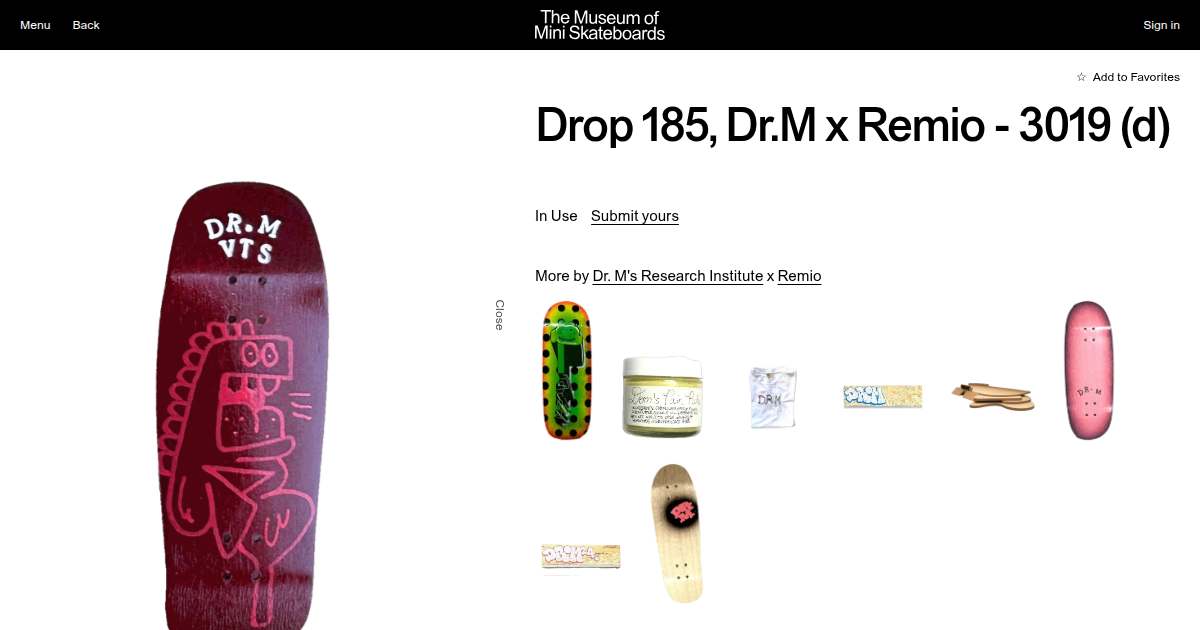 Menu
Back
The Museum of
Mini Skateboards
Sign in
☆ Add to Favorites
Drop 185, Dr.M x Remio - 3019 (d)
In Use Submit yours
More by Dr. M's Research Institute x Remio
Close
DR.M
VTS
DRM
DR.M